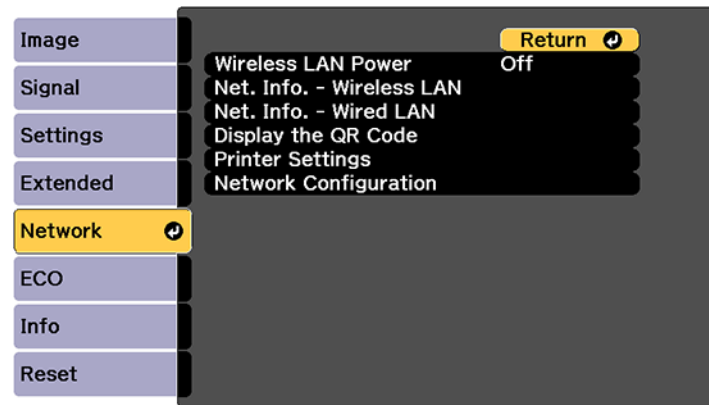 Image
Signal
Settings
Extended
Network
ECO
Info
Reset
Return
Wireless LAN Power Off
Net. Info. - Wireless LAN
Net. Info. - Wired LAN
Display the QR Code
Printer Settings
Network Configuration